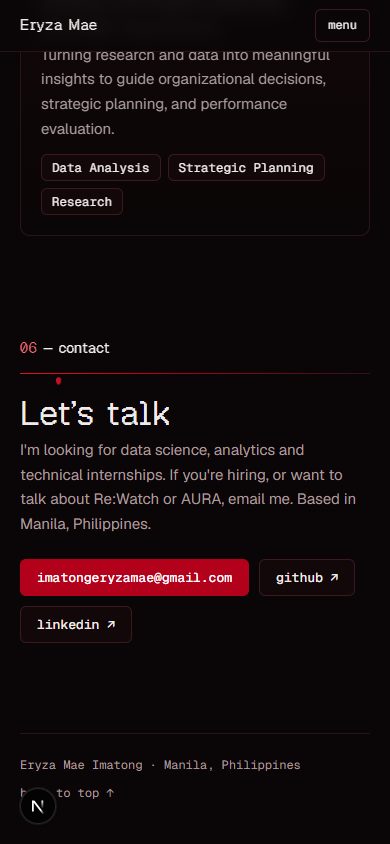 Eryza Mae
menu
Turning research and data into meaningful
insights to guide organizational decisions,
strategic planning, and performance
evaluation.
Data Analysis
Strategic Planning
Research
06 — contact
Let's talk
I'm looking for data science, analytics and
technical internships. If you're hiring, or want to
talk about Re:Watch or AURA, email me. Based in
Manila, Philippines.
imatongeryzamae@gmail.com
github ↗
linkedin ↗
Eryza Mae Imatong · Manila, Philippines
to top ↑
N